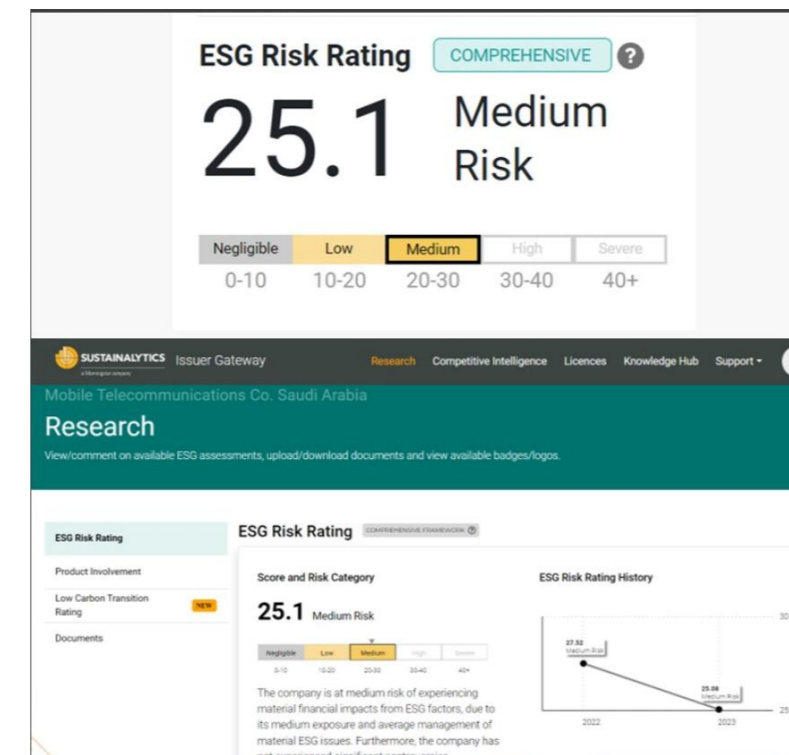 ESG Risk Rating COMPREHENSIVE ?
25.1 Medium
Risk
Negligible Low Medium High Severe
0-10 10-20 20-30 30-40 40+
SUSTAINALYTICS Issuer Gateway Research Competitive Intelligence Licences Knowledge Hub Support
a Morningstar company
Mobile Telecommunications Co. Saudi Arabia
Research
View/comment on available ESG assessments, upload/download documents and view available badges/logos.
ESG Risk Rating
Product Involvement
Low Carbon Transition
Rating NEW
Documents
ESG Risk Rating COMPREHENSIVE FRAMEWORK ?
Score and Risk Category
25.1 Medium Risk
Negligible Low Medium High Severe
0-10 10-20 20-30 30-40 40+
The company is at medium risk of experiencing
material financial impacts from ESG factors, due to
its medium exposure and average management of
material ESG issues. Furthermore, the company has
ESG Risk Rating History
30
27.52
Medium Risk
25.08
Medium Risk
25
2022 2023